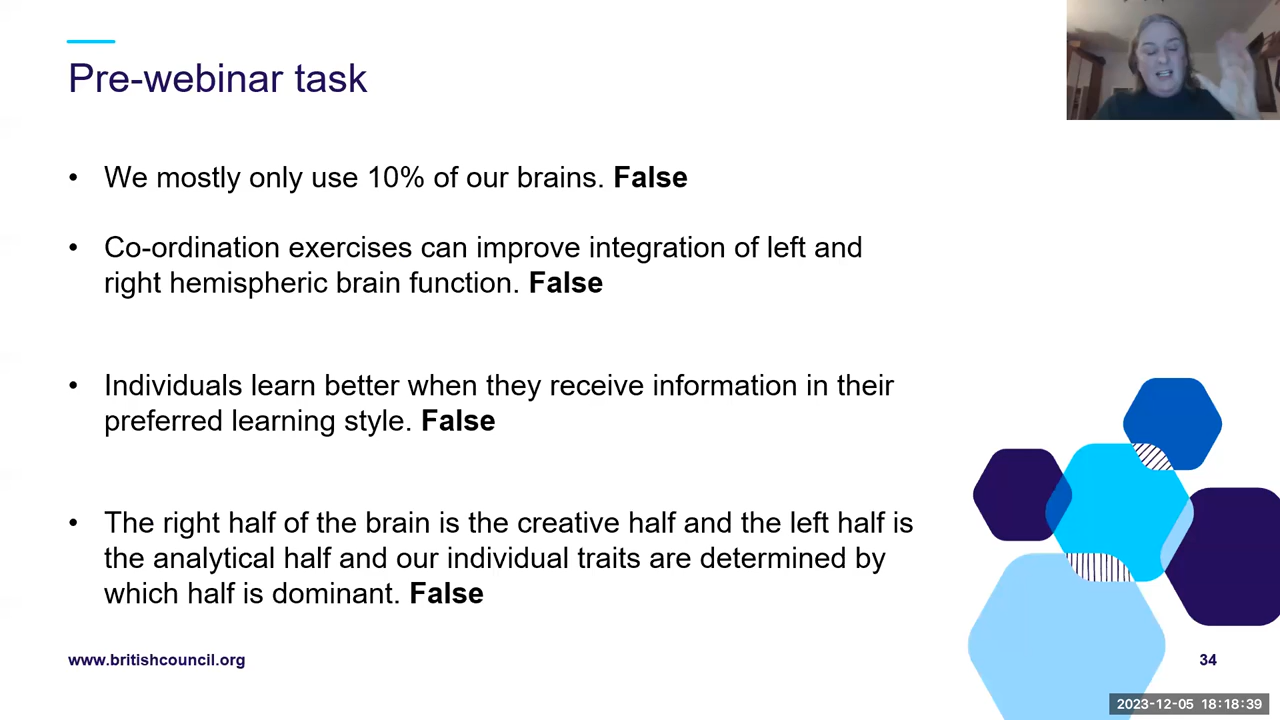 Pre-webinar task
• We mostly only use 10% of our brains. False
• Co-ordination exercises can improve integration of left and
right hemispheric brain function. False
• Individuals learn better when they receive information in their
preferred learning style. False
• The right half of the brain is the creative half and the left half is
the analytical half and our individual traits are determined by
which half is dominant. False
www.britishcouncil.org
34
2023-12-05 18:18:39